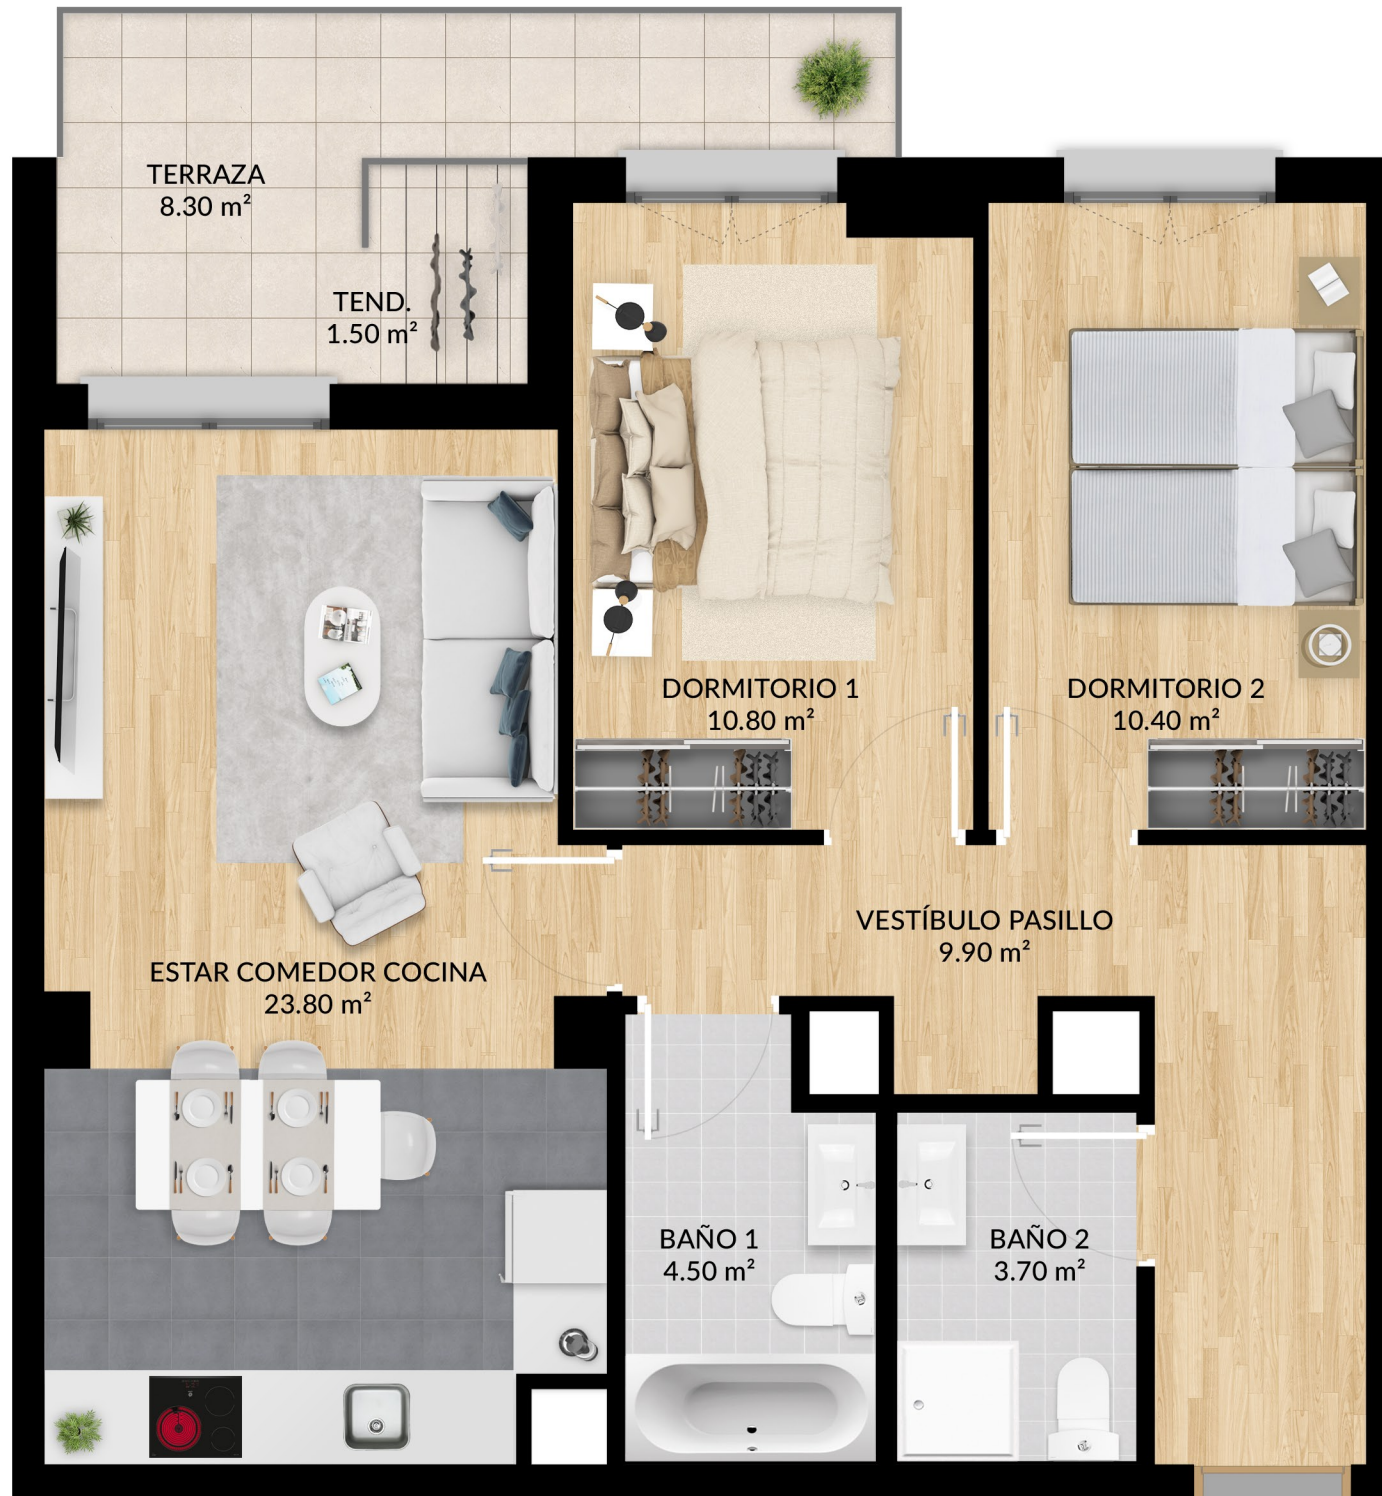 TERRAZA
8.30 m²
TEND.
1.50 m²
DORMITORIO 1
10.80 m²
DORMITORIO 2
10.40 m²
VESTÍBULO PASILLO
9.90 m²
ESTAR COMEDOR COCINA
23.80 m²
BAÑO 1
4.50 m²
BAÑO 2
3.70 m²